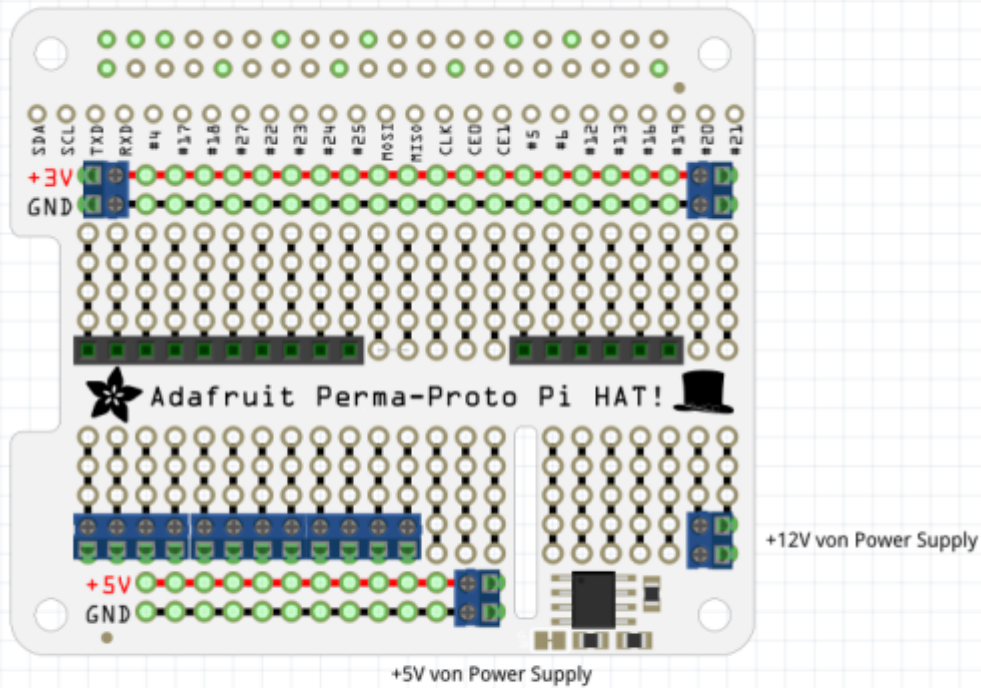 SDA SCL TXD RXD #4 #17 #18 #27 #22 #23 #24 #25 MOSI MISO CLK CE0 CE1 #5 #6 #12 #13 #16 #19 #20 #21
+3V
GND
Adafruit Perma-Proto Pi HAT!
+12V von Power Supply
+5V
GND
+5V von Power Supply